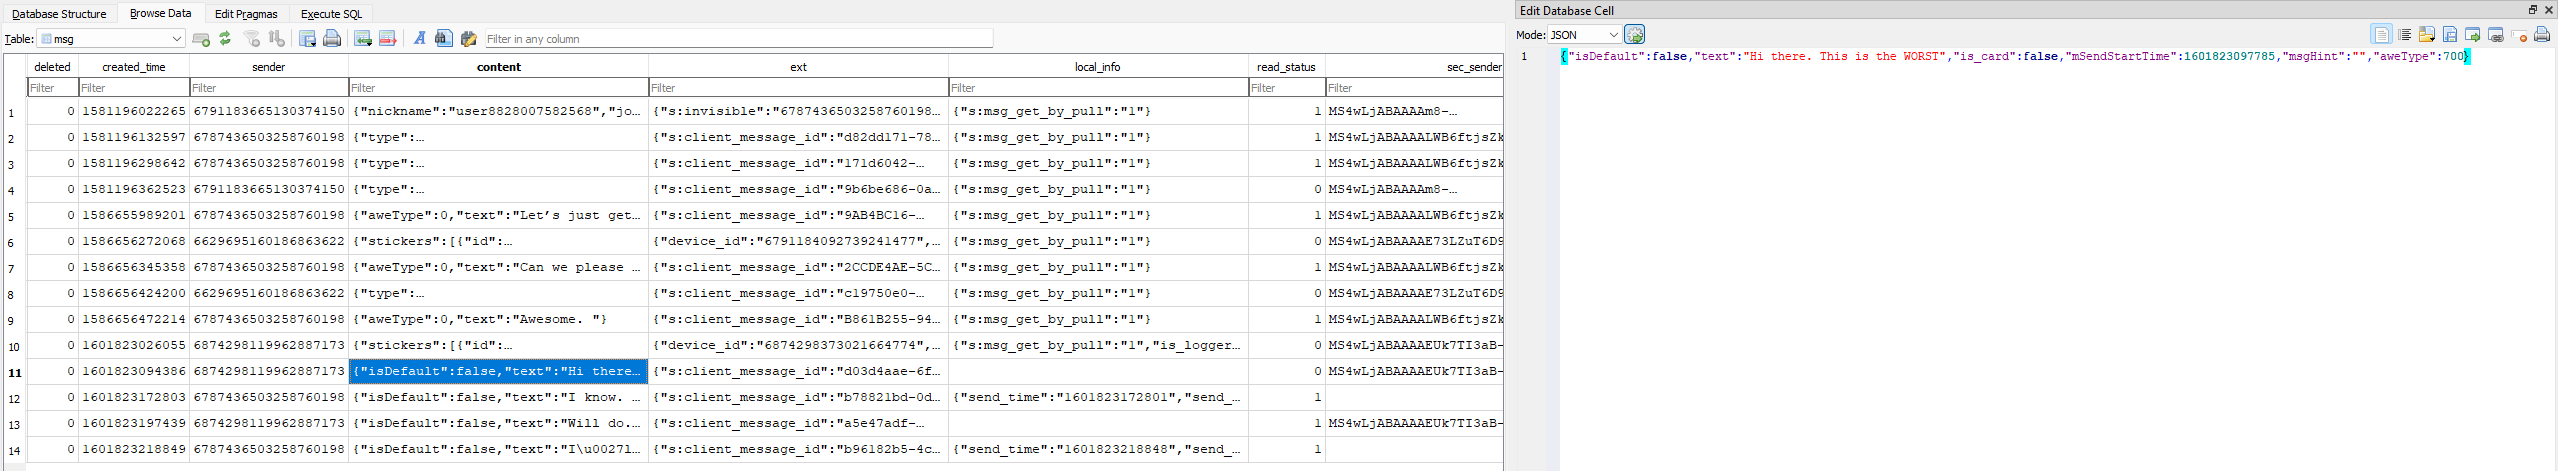 Database Structure Browse Data Edit Pragmas Execute SQL
Table: msg Filter in any column
deleted created_time sender content ext local_info read_status sec_sender
Filter Filter Filter Filter Filter Filter Filter Filter
1 0 1581196022265 6791183665130374150 {"nickname":"user8828007582568","jo… {"s:invisible":"6787436503258760198… {"s:msg_get_by_pull":"1"} 1 MS4wLjABAAAAm8-…
2 0 1581196132597 6787436503258760198 {"type":… {"s:client_message_id":"d82dd171-78… {"s:msg_get_by_pull":"1"} 1 MS4wLjABAAAALWB6ftjsZk
3 0 1581196298642 6787436503258760198 {"type":… {"s:client_message_id":"171d6042-… {"s:msg_get_by_pull":"1"} 1 MS4wLjABAAAALWB6ftjsZk
4 0 1581196362523 6791183665130374150 {"type":… {"s:client_message_id":"9b6be686-0a… {"s:msg_get_by_pull":"1"} 0 MS4wLjABAAAAm8-…
5 0 1586655989201 6787436503258760198 {"aweType":0,"text":"Let’s just get… {"s:client_message_id":"9AB4BC16-… {"s:msg_get_by_pull":"1"} 1 MS4wLjABAAAALWB6ftjsZk
6 0 1586656272068 6629695160186863622 {"stickers":[{"id":… {"device_id":"6791184092739241477",… {"s:msg_get_by_pull":"1"} 0 MS4wLjABAAAAE73LZuT6D9
7 0 1586656345358 6787436503258760198 {"aweType":0,"text":"Can we please … {"s:client_message_id":"2CCDE4AE-5C… {"s:msg_get_by_pull":"1"} 1 MS4wLjABAAAALWB6ftjsZk
8 0 1586656424200 6629695160186863622 {"type":… {"s:client_message_id":"c19750e0-… {"s:msg_get_by_pull":"1"} 0 MS4wLjABAAAAE73LZuT6D9
9 0 1586656472214 6787436503258760198 {"aweType":0,"text":"Awesome. "} {"s:client_message_id":"B861B255-94… {"s:msg_get_by_pull":"1"} 1 MS4wLjABAAAALWB6ftjsZk
10 0 1601823026055 6874298119962887173 {"stickers":[{"id":… {"device_id":"6874298373021664774",… {"s:msg_get_by_pull":"1","is_logger… 0 MS4wLjABAAAAEUk7TI3aB-
11 0 1601823094386 6874298119962887173 {"isDefault":false,"text":"Hi there… {"s:client_message_id":"d03d4aae-6f… 0 MS4wLjABAAAAEUk7TI3aB-
12 0 1601823172803 6787436503258760198 {"isDefault":false,"text":"I know. … {"s:client_message_id":"b78821bd-0d… {"send_time":"1601823172801","send_… 1
13 0 1601823197439 6874298119962887173 {"isDefault":false,"text":"Will do.… {"s:client_message_id":"a5e47adf-… 1 MS4wLjABAAAAEUk7TI3aB-
14 0 1601823218849 6787436503258760198 {"isDefault":false,"text":"I\u0027l… {"s:client_message_id":"b96182b5-4c… {"send_time":"1601823218848","send_… 1
Edit Database Cell
Mode: JSON
1 {"isDefault":false,"text":"Hi there. This is the WORST","is_card":false,"mSendStartTime":1601823097785,"msgHint":"","aweType":700}